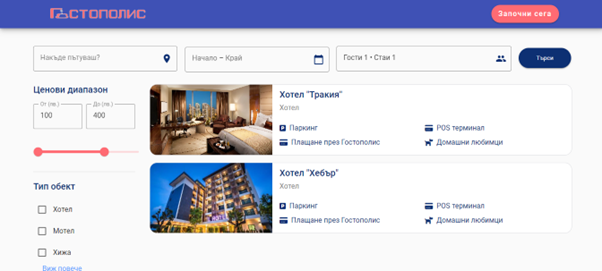 Гостополис
Започни сега
Накъде пътуваш?
Начало – Край
Гости 1 • Стаи 1
Търси
Ценови диапазон
От (лв.)
До (лв.)
100
400
Тип обект
Хотел
Мотел
Хижа
Виж повече
Хотел "Тракия"
Хотел
Паркинг
POS терминал
Плащане през Гостополис
Домашни любимци
Хотел "Хебър"
Хотел
Паркинг
POS терминал
Плащане през Гостополис
Домашни любимци